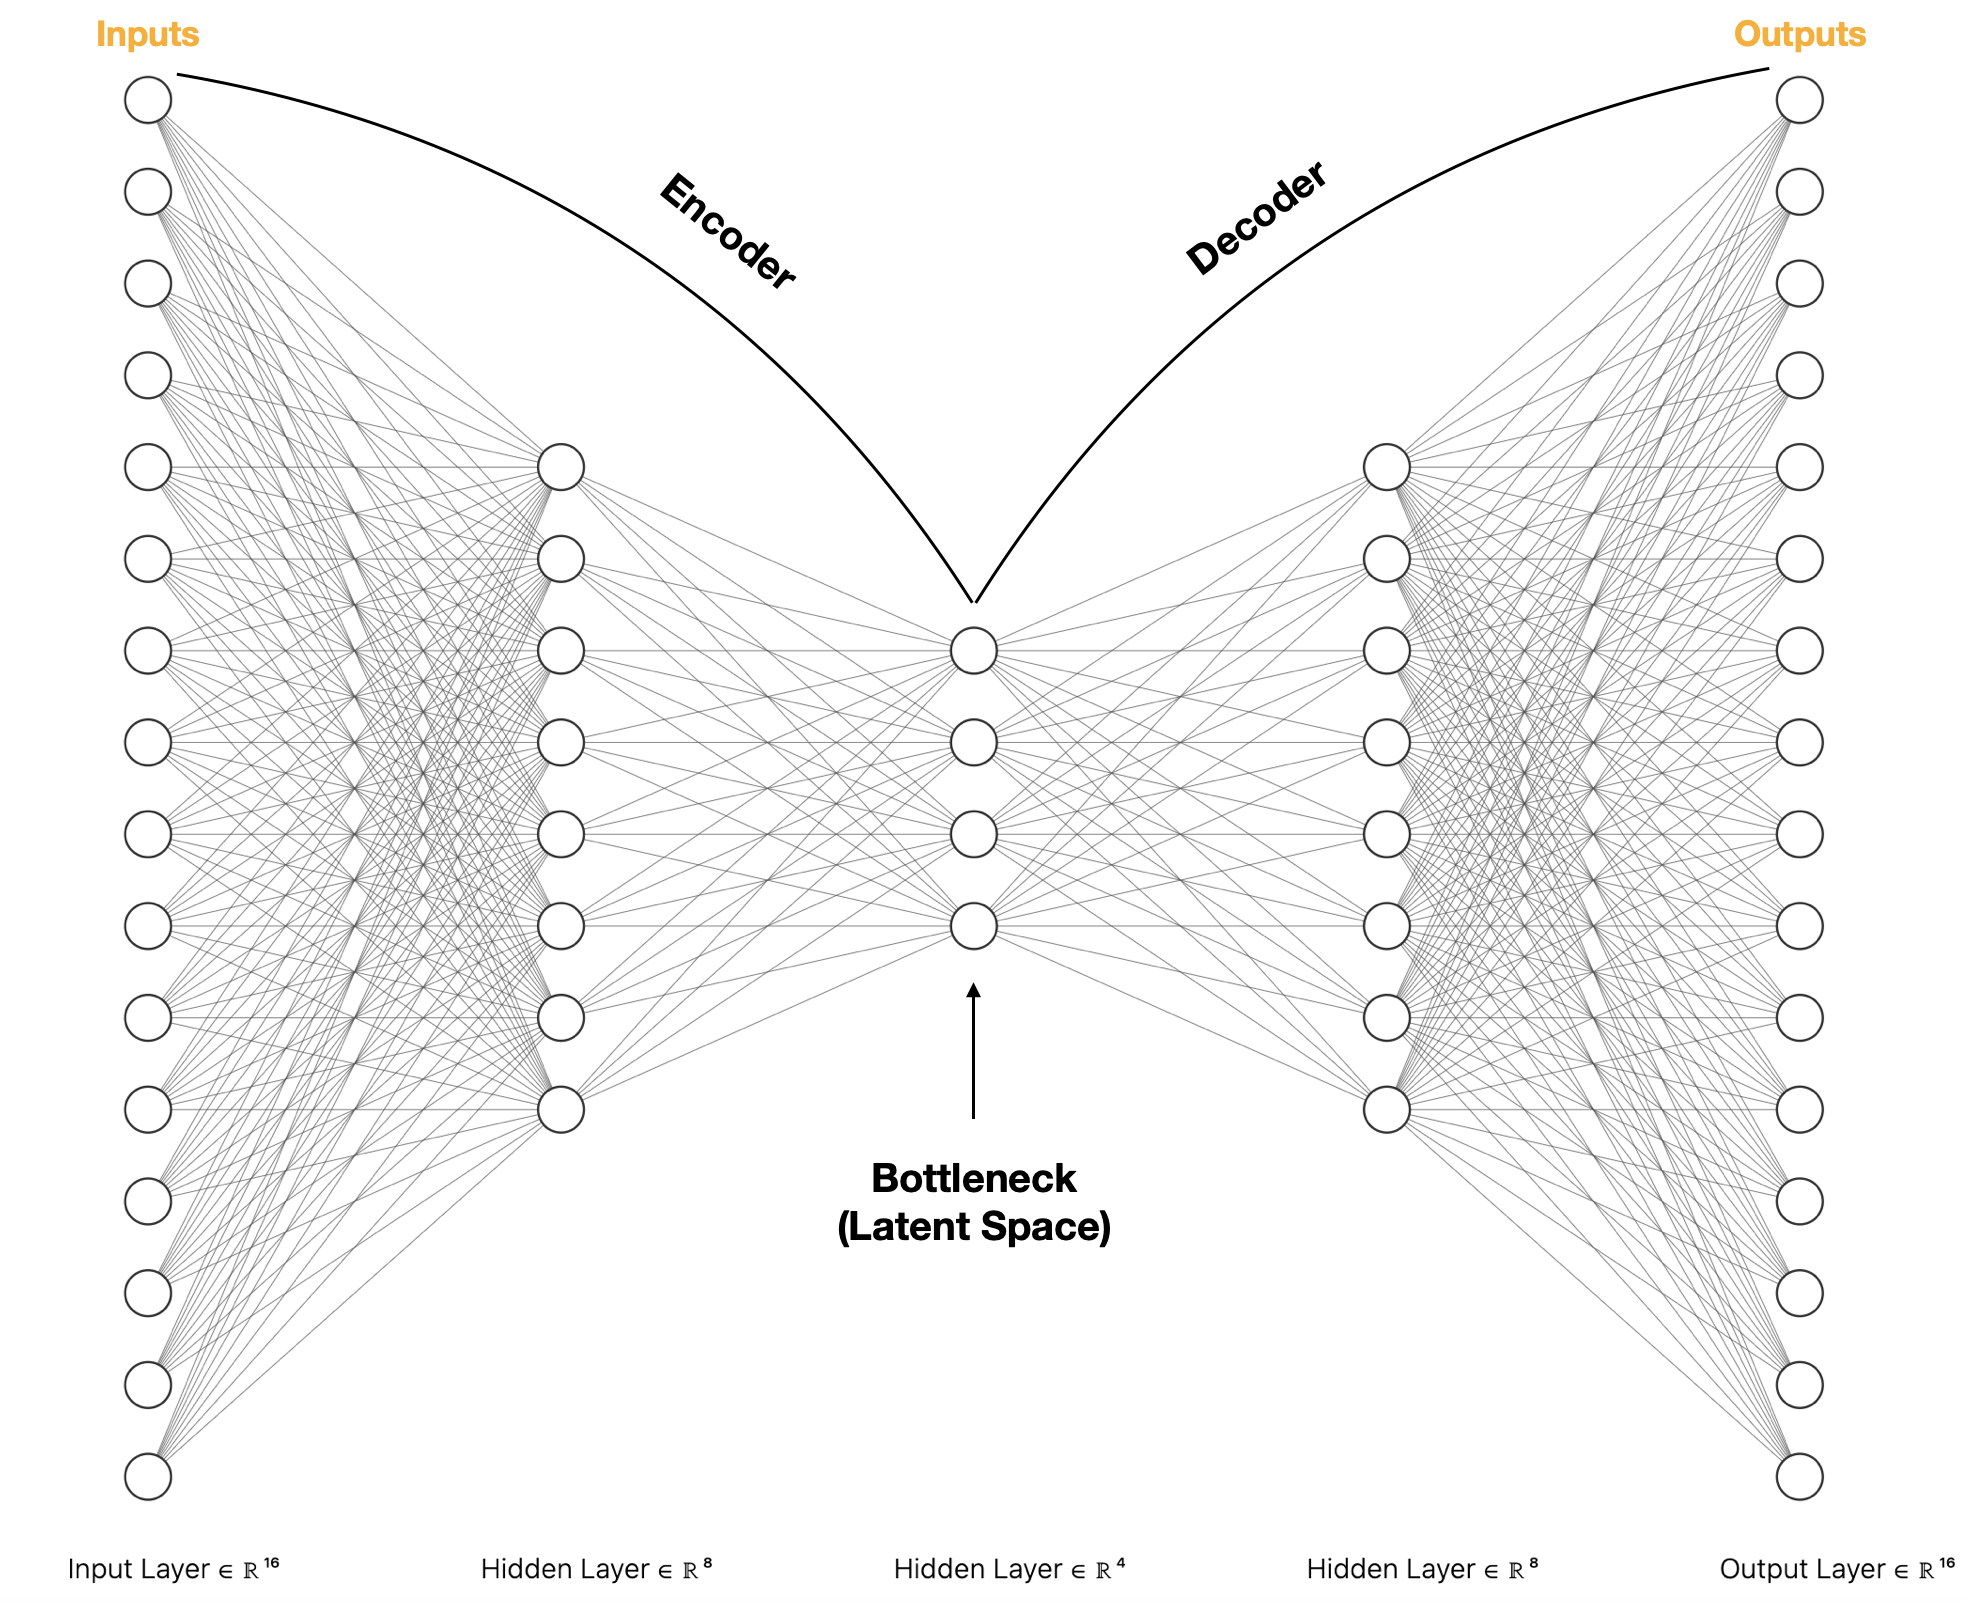 Inputs
Outputs
Encoder
Decoder
Bottleneck
(Latent Space)
Input Layer ∈ ℝ¹⁶
Hidden Layer ∈ ℝ⁸
Hidden Layer ∈ ℝ⁴
Hidden Layer ∈ ℝ⁸
Output Layer ∈ ℝ¹⁶